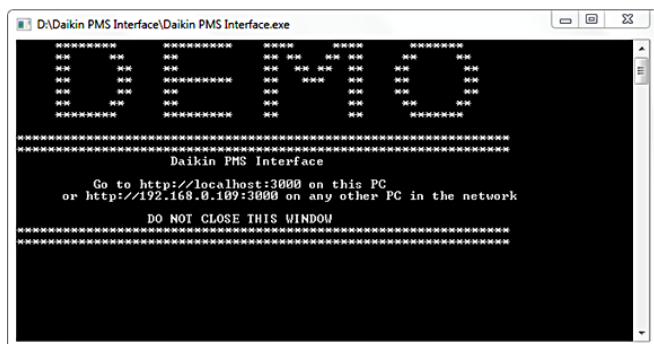 D:\Daikin PMS Interface\Daikin PMS Interface.exe
DEMO
Daikin PMS Interface
Go to http://localhost:3000 on this PC
or http://192.168.0.109:3000 on any other PC in the network
DO NOT CLOSE THIS WINDOW